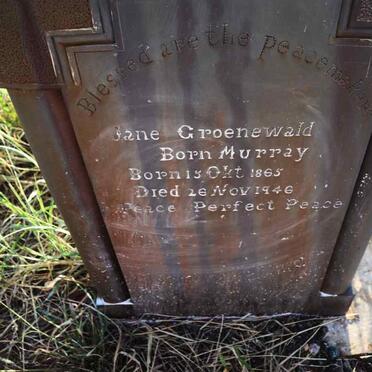 Blessed are the peacemakers
Jane Groenewald
Born Murray
Born 15 Okt 1865
Died 26 Nov 1946
Peace Perfect Peace